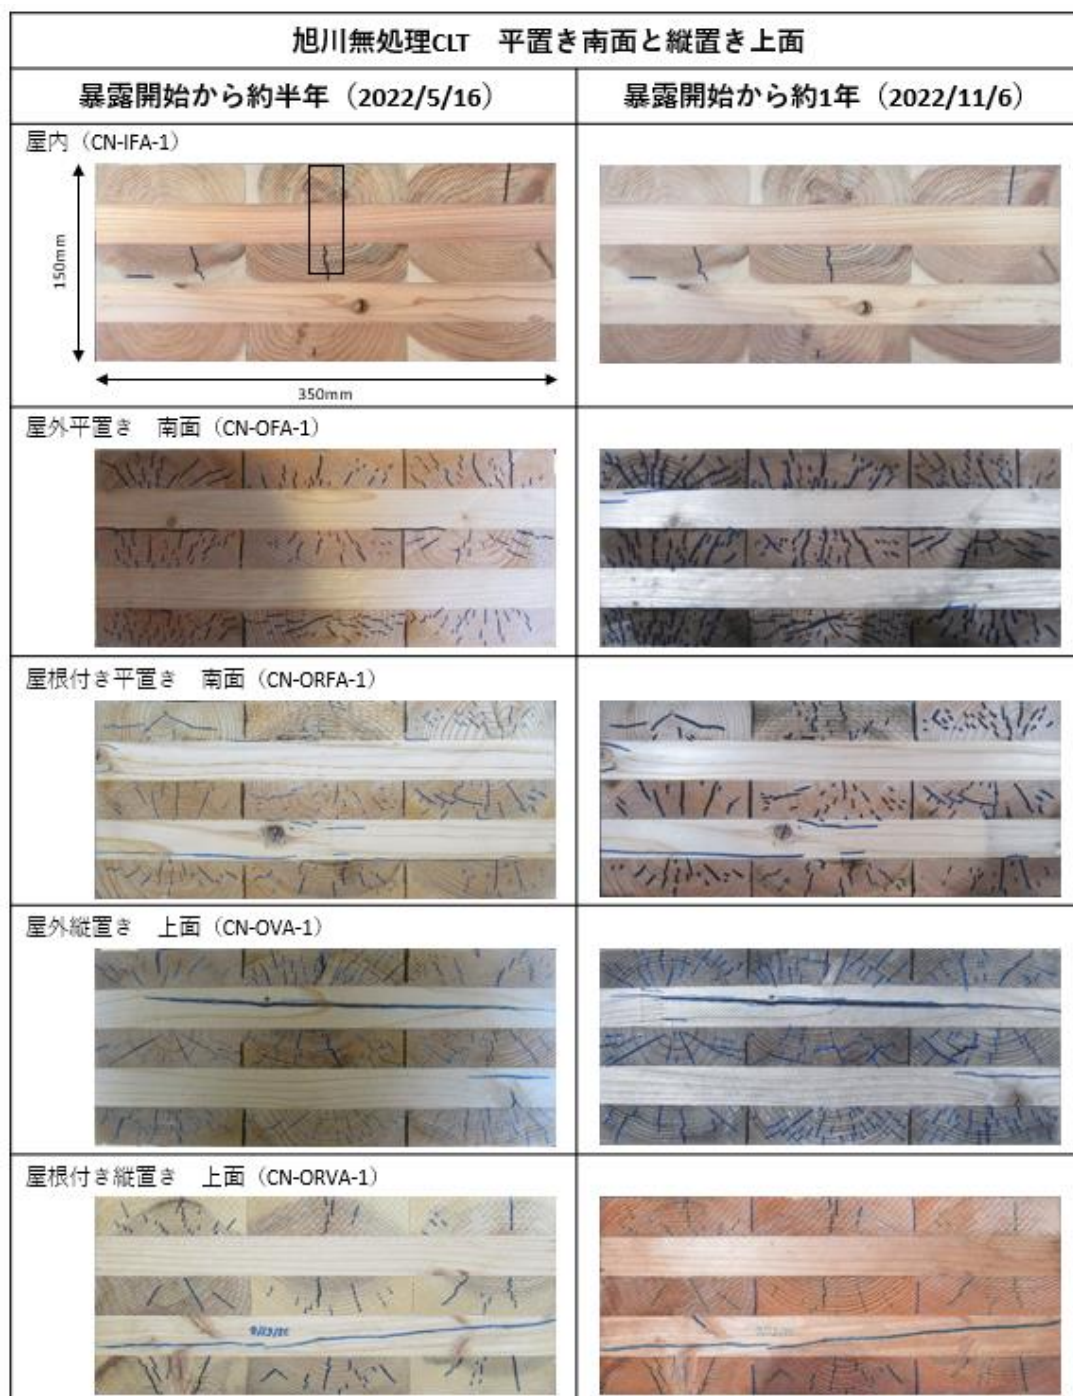 旭川無処理CLT　平置き南面と縦置き上面
暴露開始から約半年（2022/5/16）
暴露開始から約1年（2022/11/6）
屋内（CN-IFA-1）
150mm
350mm
屋外平置き　南面（CN-OFA-1）
屋根付き平置き　南面（CN-ORFA-1）
屋外縦置き　上面（CN-OVA-1）
屋根付き縦置き　上面（CN-ORVA-1）